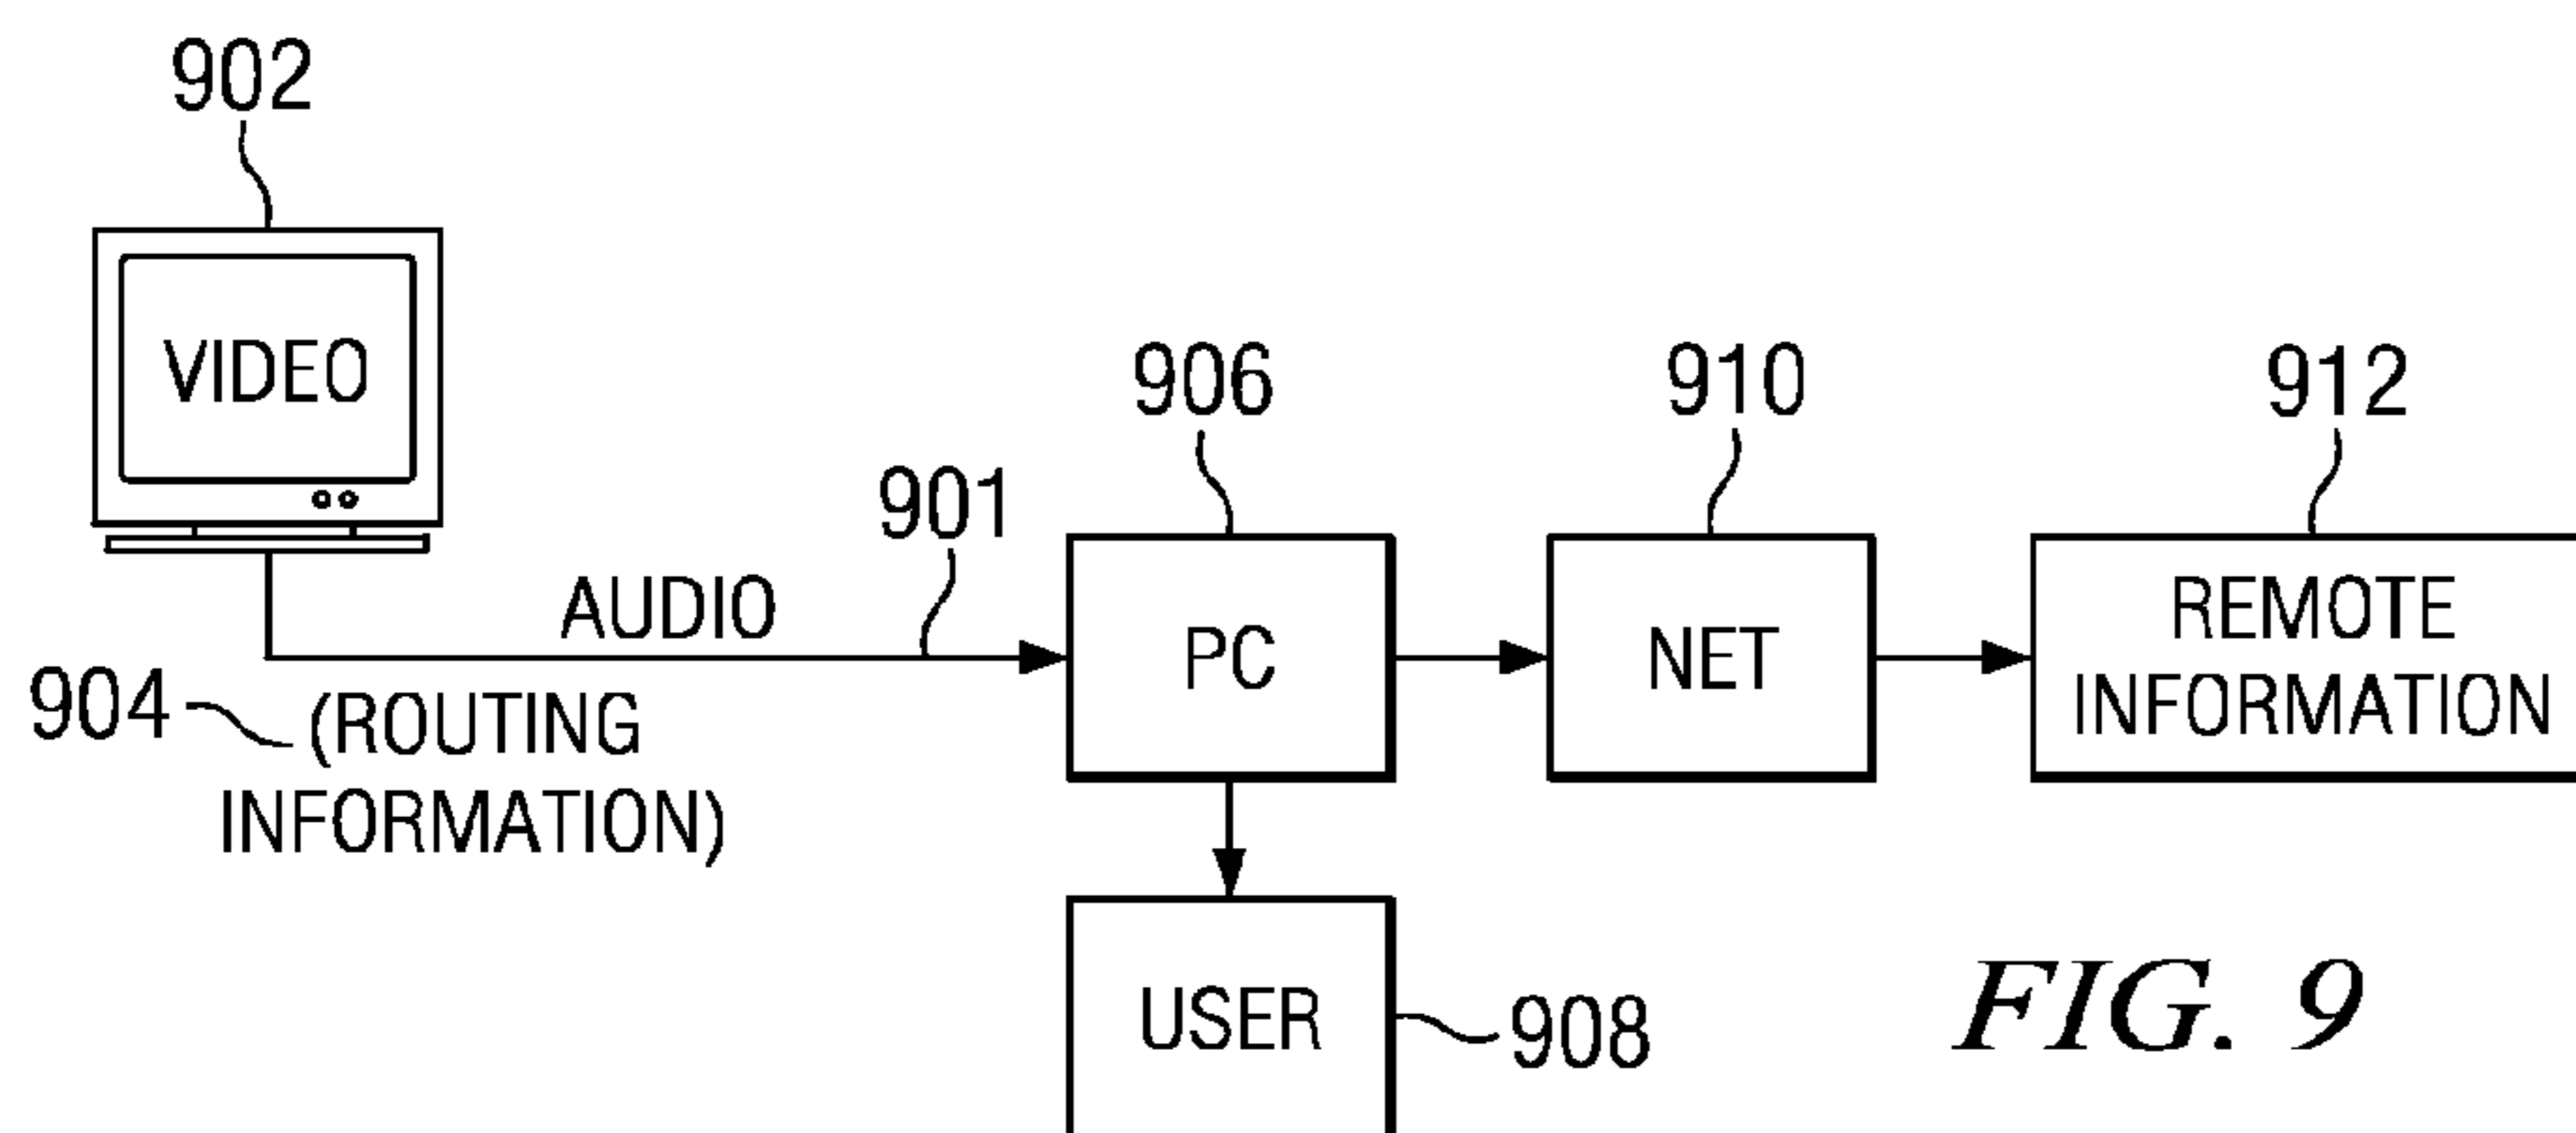 902
VIDEO
906
910
912
901
AUDIO
PC
NET
REMOTE
INFORMATION
904
(ROUTING
INFORMATION)
USER
908
FIG. 9